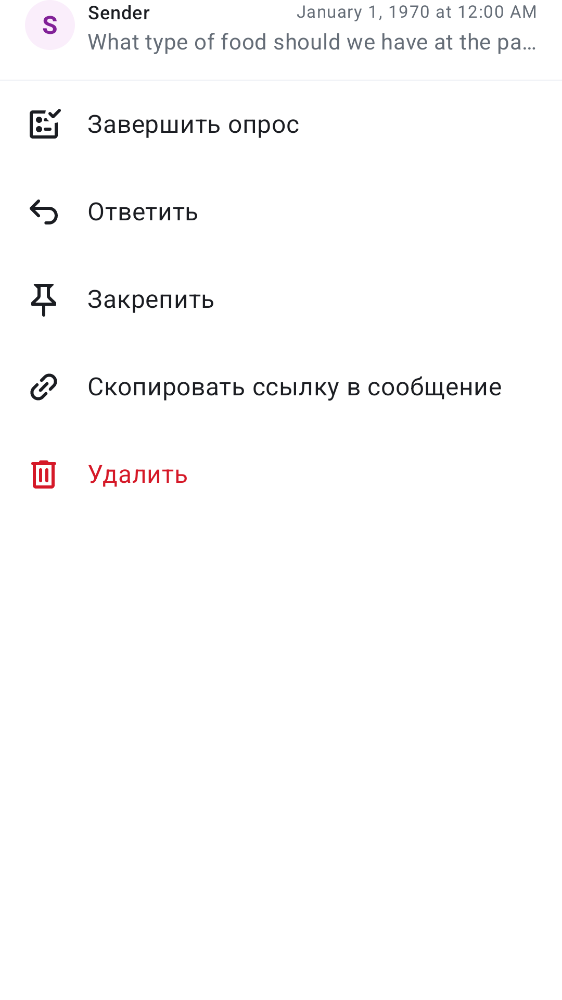 S
Sender
January 1, 1970 at 12:00 AM
What type of food should we have at the pa…
Завершить опрос
Ответить
Закрепить
Скопировать ссылку в сообщение
Удалить